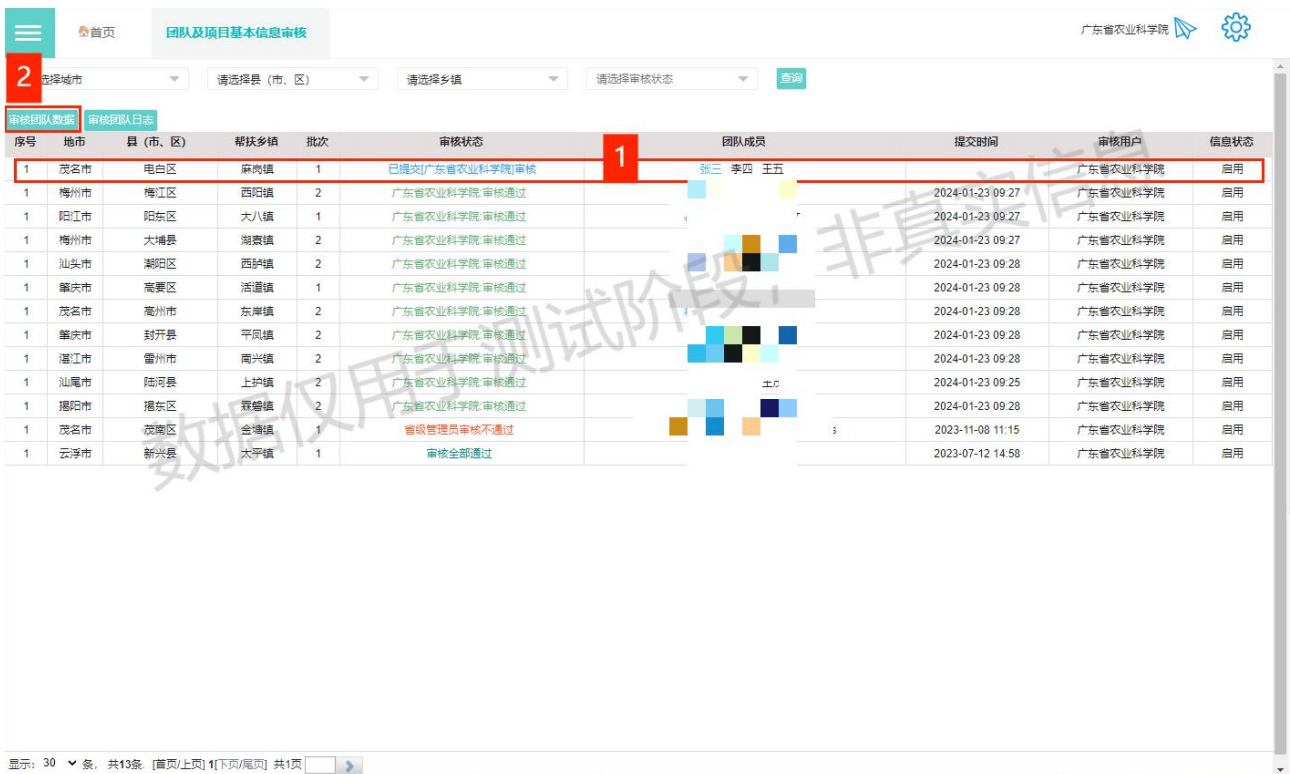 首页 团队及项目基本信息审核 广东省农业科学院
2 选择城市 请选择县（市、区） 请选择乡镇 请选择审核状态 查询
审核团队数据 审核团队日志
序号 地市 县（市、区） 帮扶乡镇 批次 审核状态 团队成员 提交时间 审核用户 信息状态
1
1 茂名市 电白区 麻岗镇 1 已提交[广东省农业科学院]审核 张三 李四 王五 广东省农业科学院 启用
1 梅州市 梅江区 西阳镇 2 广东省农业科学院:审核通过 2024-01-23 09:27 广东省农业科学院 启用
1 阳江市 阳东区 大八镇 1 广东省农业科学院:审核通过 2024-01-23 09:27 广东省农业科学院 启用
1 梅州市 大埔县 湖寮镇 2 广东省农业科学院:审核通过 2024-01-23 09:27 广东省农业科学院 启用
1 汕头市 潮阳区 西胪镇 2 广东省农业科学院:审核通过 2024-01-23 09:28 广东省农业科学院 启用
1 肇庆市 高要区 活道镇 1 广东省农业科学院:审核通过 2024-01-23 09:28 广东省农业科学院 启用
1 茂名市 高州市 东岸镇 2 广东省农业科学院:审核通过 2024-01-23 09:28 广东省农业科学院 启用
1 肇庆市 封开县 平凤镇 2 广东省农业科学院:审核通过 2024-01-23 09:28 广东省农业科学院 启用
1 湛江市 雷州市 南兴镇 2 广东省农业科学院:审核通过 2024-01-23 09:28 广东省农业科学院 启用
1 汕尾市 陆河县 上护镇 2 广东省农业科学院:审核通过 2024-01-23 09:25 广东省农业科学院 启用
1 揭阳市 揭东区 霖磐镇 2 广东省农业科学院:审核通过 2024-01-23 09:28 广东省农业科学院 启用
1 茂名市 茂南区 金塘镇 1 省级管理员审核不通过 2023-11-08 11:15 广东省农业科学院 启用
1 云浮市 新兴县 太平镇 1 审核全部通过 2023-07-12 14:58 广东省农业科学院 启用
数据仅用于测试阶段，非真实信息
显示: 30 条, 共13条 [首页/上页] 1[下页/尾页] 共1页